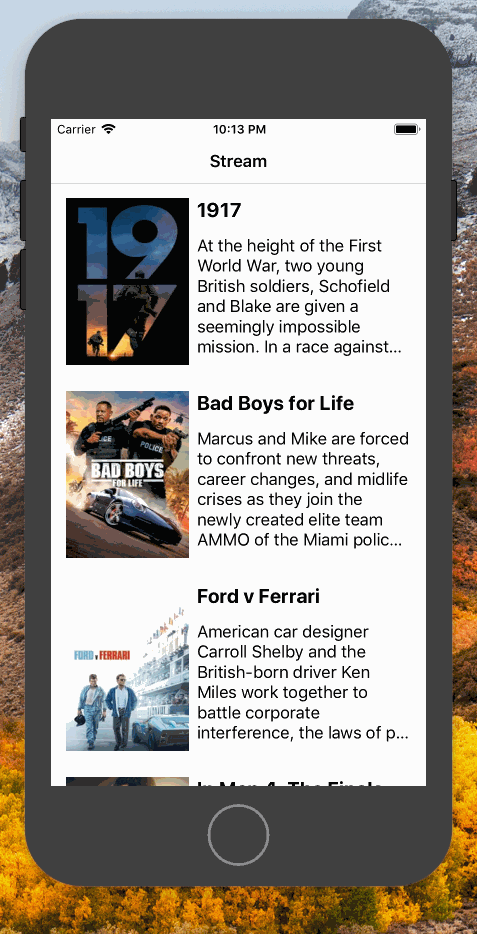 Carrier
10:13 PM
Stream
19
17
1917
At the height of the First
World War, two young
British soldiers, Schofield
and Blake are given a
seemingly impossible
mission. In a race against...
POLICE
POLICE
BAD BOYS
FOR LIFE
Bad Boys for Life
Marcus and Mike are forced
to confront new threats,
career changes, and midlife
crises as they join the
newly created elite team
AMMO of the Miami polic...
FORD v FERRARI
Ford v Ferrari
American car designer
Carroll Shelby and the
British-born driver Ken
Miles work together to
battle corporate
interference, the laws of p...